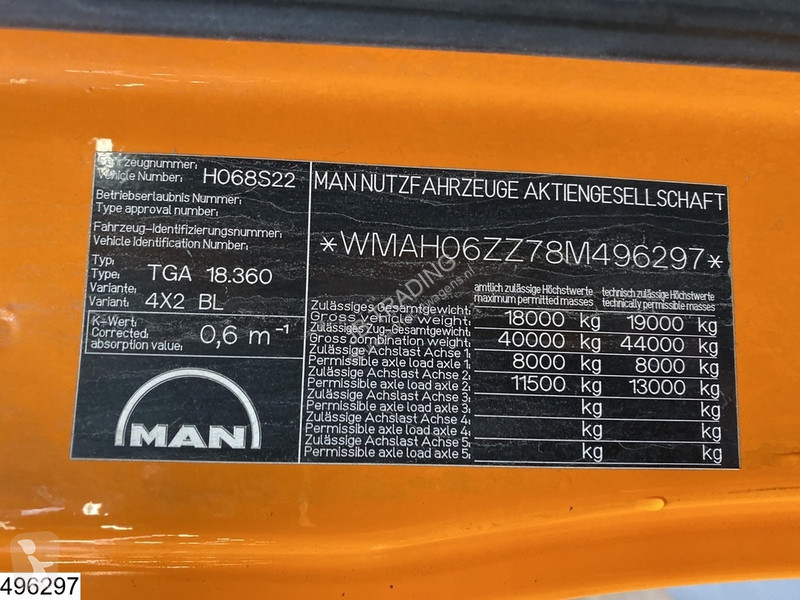 Fahrzeugnummer:
Vehicle Number: H068S22
Betriebserlaubnis Nummer:
Type approval number:
Fahrzeug-Identifizierungsnummer:
Vehicle Identification Number:
Typ:
Type: TGA 18.360
Variante:
Variant: 4X2 BL
K-Wert:
Corrected: 0,6 m⁻¹
absorption value:
MAN
MAN NUTZFAHRZEUGE AKTIENGESELLSCHAFT
*WMAH06ZZ78M496297*
amtlich zulässige Höchstwerte technisch zulässige Höchstwerte
maximum permitted masses technically permissible masses
Zulässiges Gesamtgewicht:
Gross vehicle weight: 18000 kg 19000 kg
Zulässiges Zug-Gesamtgewicht:
Gross combination weight: 40000 kg 44000 kg
Zulässige Achslast Achse 1:
Permissible axle load axle 1: 8000 kg 8000 kg
Zulässige Achslast Achse 2:
Permissible axle load axle 2: 11500 kg 13000 kg
Zulässige Achslast Achse 3:
Permissible axle load axle 3: kg kg
Zulässige Achslast Achse 4:
Permissible axle load axle 4: kg kg
Zulässige Achslast Achse 5:
Permissible axle load axle 5: kg kg
496297